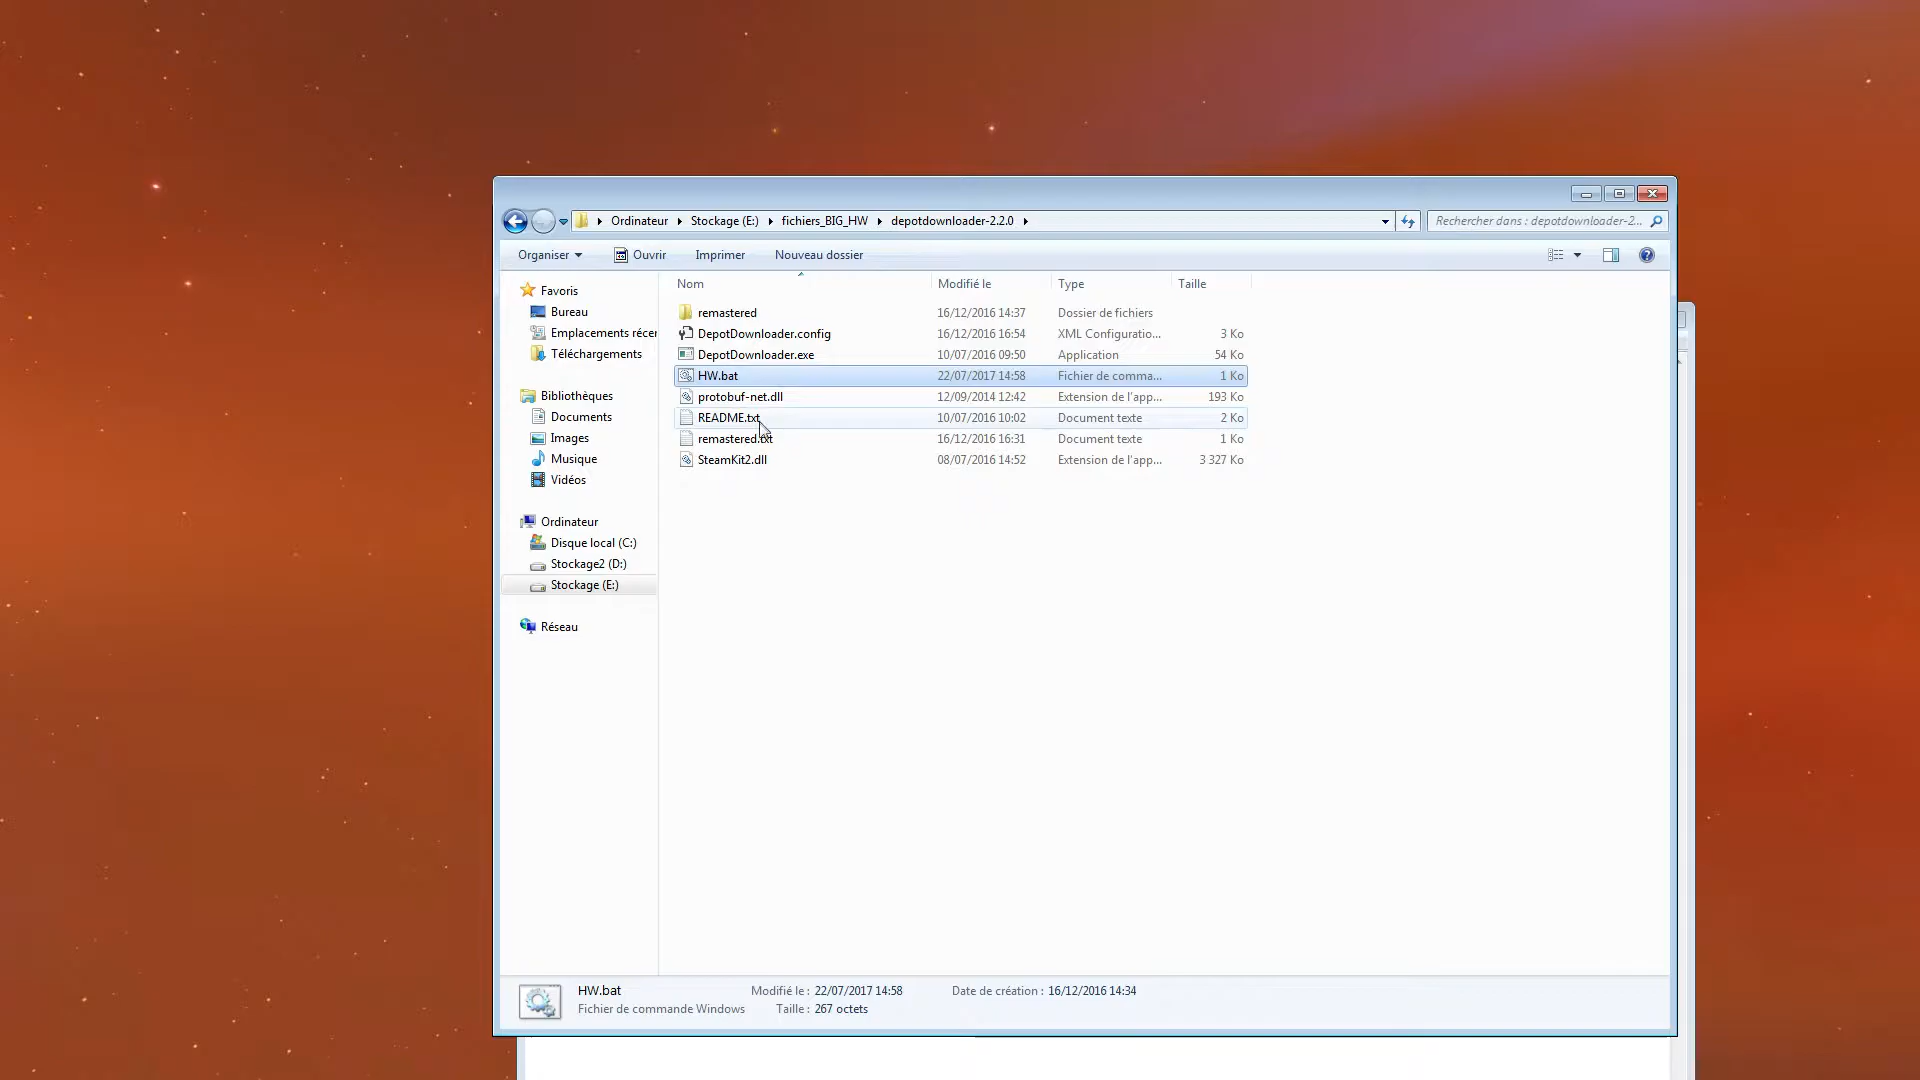 Ordinateur Stockage (E:) fichiers_BIG_HW depotdownloader-2.2.0 Rechercher dans : depotdownloader-2...
Organiser Ouvrir Imprimer Nouveau dossier
Nom Modifié le Type Taille
Favoris
Bureau
Emplacements récer
Téléchargements
Bibliothèques
Documents
Images
Musique
Vidéos
Ordinateur
Disque local (C:)
Stockage2 (D:)
Stockage (E:)
Réseau
remastered 16/12/2016 14:37 Dossier de fichiers
DepotDownloader.config 16/12/2016 16:54 XML Configuratio... 3 Ko
DepotDownloader.exe 10/07/2016 09:50 Application 54 Ko
HW.bat 22/07/2017 14:58 Fichier de comma... 1 Ko
protobuf-net.dll 12/09/2014 12:42 Extension de l'app... 193 Ko
README.txt 10/07/2016 10:02 Document texte 2 Ko
remastered.txt 16/12/2016 16:31 Document texte 1 Ko
SteamKit2.dll 08/07/2016 14:52 Extension de l'app... 3 327 Ko
HW.bat Modifié le : 22/07/2017 14:58 Date de création : 16/12/2016 14:34
Fichier de commande Windows Taille : 267 octets